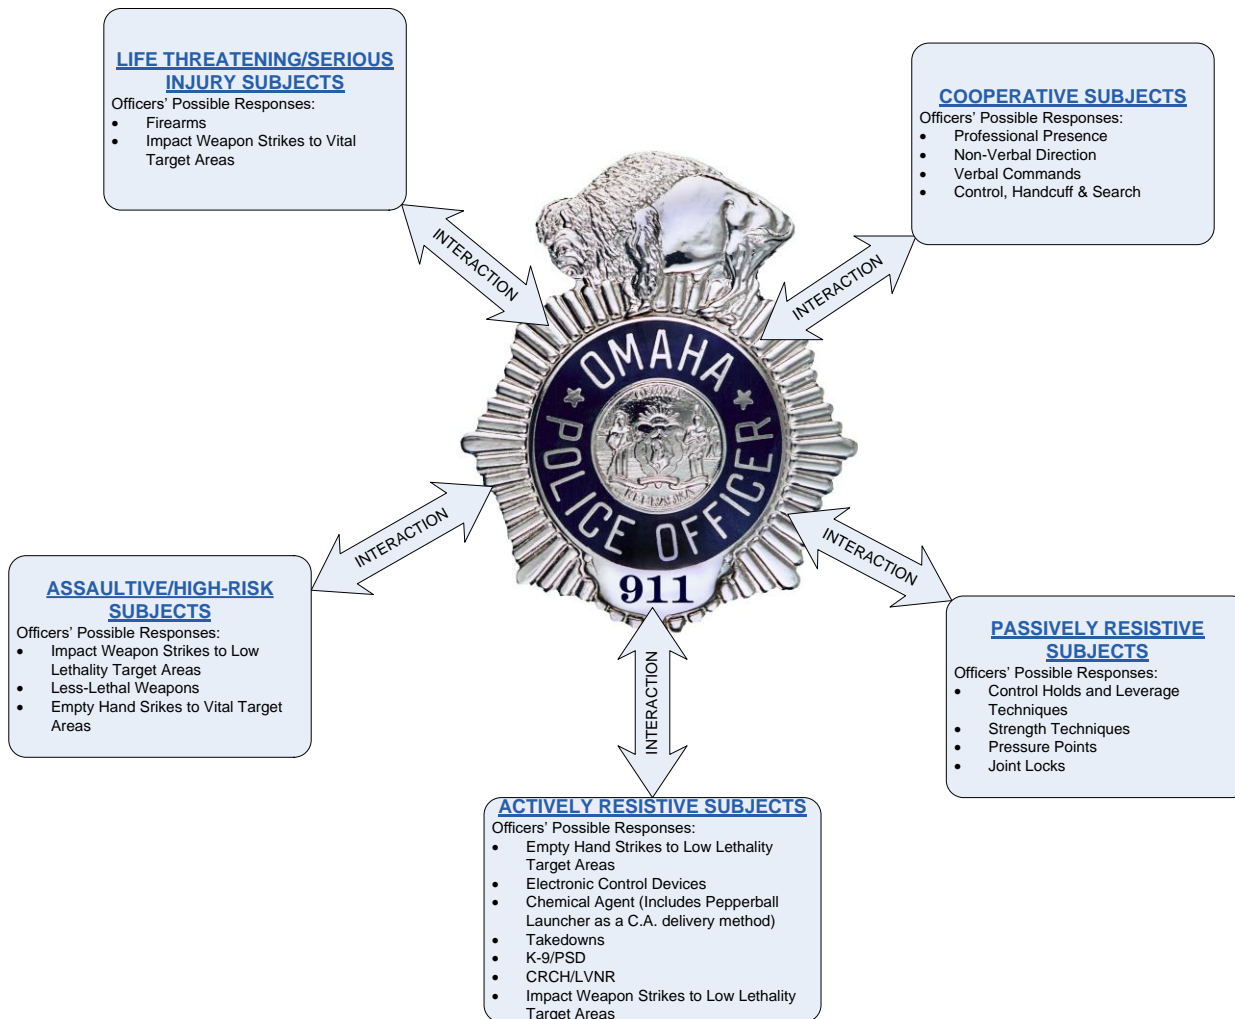 LIFE THREATENING/SERIOUS
INJURY SUBJECTS
Officers' Possible Responses:
• Firearms
• Impact Weapon Strikes to Vital
Target Areas
COOPERATIVE SUBJECTS
Officers' Possible Responses:
• Professional Presence
• Non-Verbal Direction
• Verbal Commands
• Control, Handcuff & Search
INTERACTION
INTERACTION
OMAHA
POLICE OFFICER
911
INTERACTION
INTERACTION
INTERACTION
ASSAULTIVE/HIGH-RISK
SUBJECTS
Officers' Possible Responses:
• Impact Weapon Strikes to Low
Lethality Target Areas
• Less-Lethal Weapons
• Empty Hand Srikes to Vital Target
Areas
PASSIVELY RESISTIVE
SUBJECTS
Officers' Possible Responses:
• Control Holds and Leverage
Techniques
• Strength Techniques
• Pressure Points
• Joint Locks
ACTIVELY RESISTIVE SUBJECTS
Officers' Possible Responses:
• Empty Hand Strikes to Low Lethality
Target Areas
• Electronic Control Devices
• Chemical Agent (Includes Pepperball
Launcher as a C.A. delivery method)
• Takedowns
• K-9/PSD
• CRCH/LVNR
• Impact Weapon Strikes to Low Lethality
Target Areas